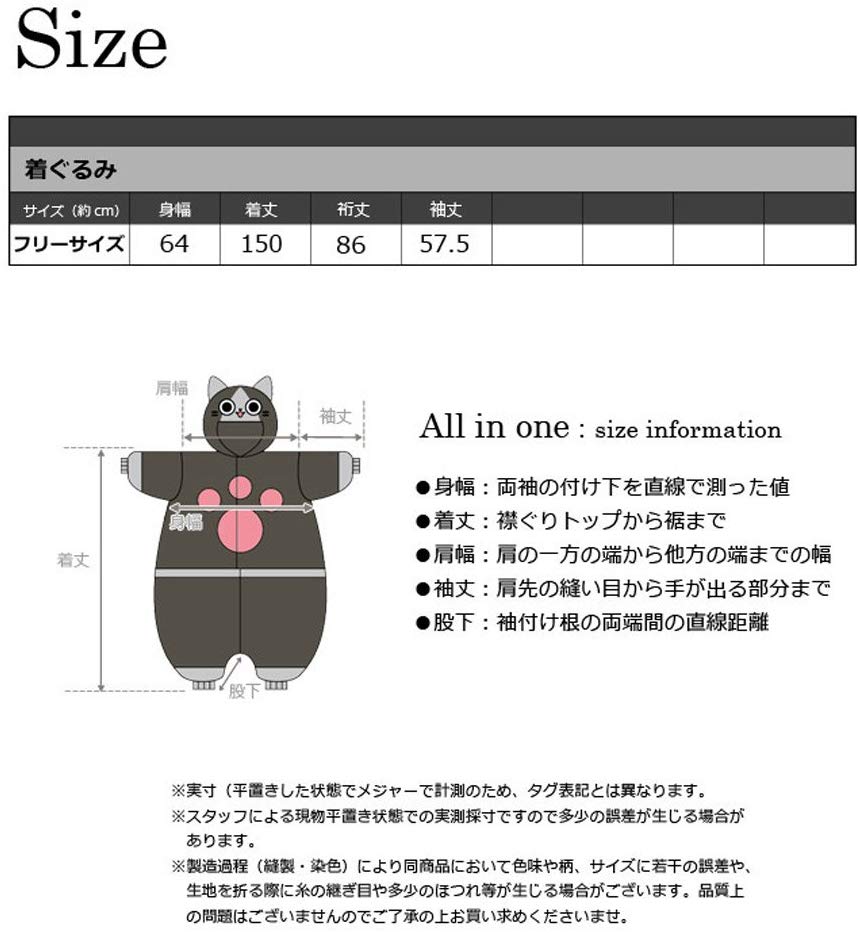 Size
着ぐるみ
サイズ（約cm） 身幅 着丈 裄丈 袖丈
フリーサイズ 64 150 86 57.5
肩幅
袖丈
身幅
着丈
股下
All in one : size information
●身幅：両袖の付け下を直線で測った値
●着丈：襟ぐりトップから裾まで
●肩幅：肩の一方の端から他方の端までの幅
●袖丈：肩先の縫い目から手が出る部分まで
●股下：袖付け根の両端間の直線距離
※実寸（平置きした状態でメジャーで計測のため、タグ表記とは異なります。
※スタッフによる現物平置き状態での実測採寸ですので多少の誤差が生じる場合が
あります。
※製造過程（縫製・染色）により同商品において色味や柄、サイズに若干の誤差や、
生地を折る際に糸の継ぎ目や多少のほつれ等が生じる場合がございます。品質上
の問題はございませんのでご了承の上お買い求めくださいませ。